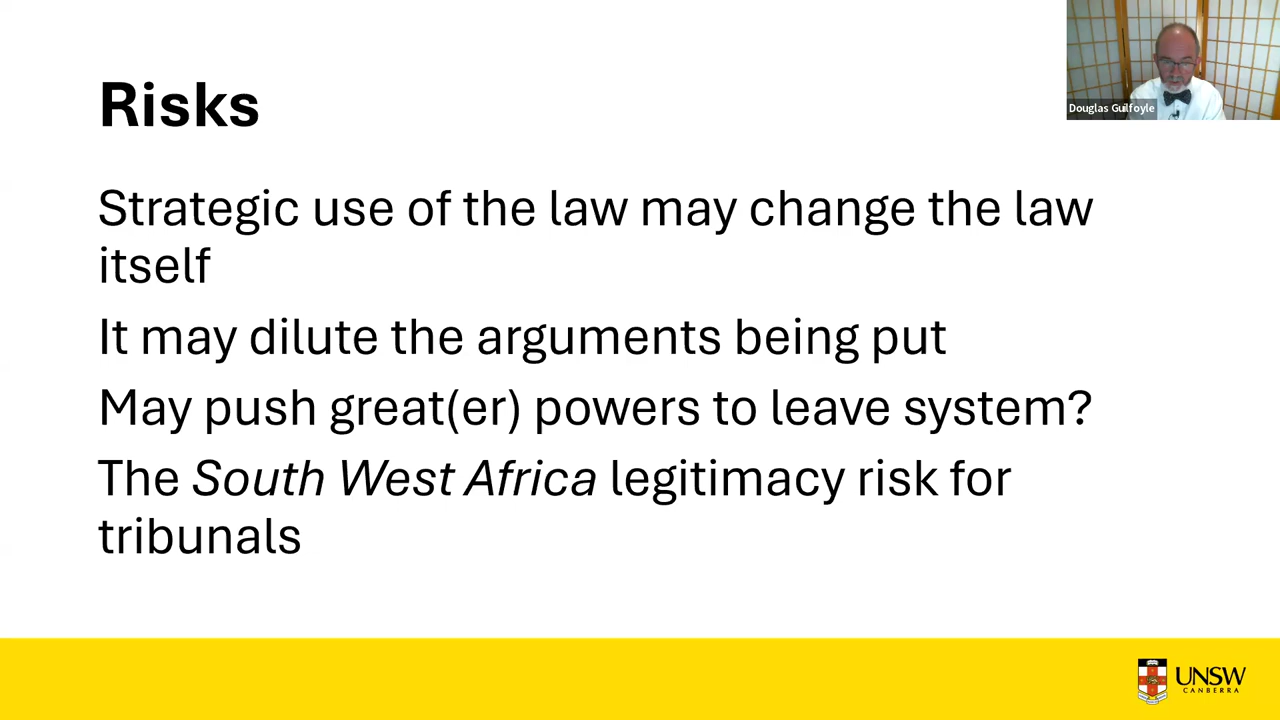 Risks
Douglas Guilfoyle
Strategic use of the law may change the law
itself
It may dilute the arguments being put
May push great(er) powers to leave system?
The South West Africa legitimacy risk for
tribunals
UNSW
CANBERRA